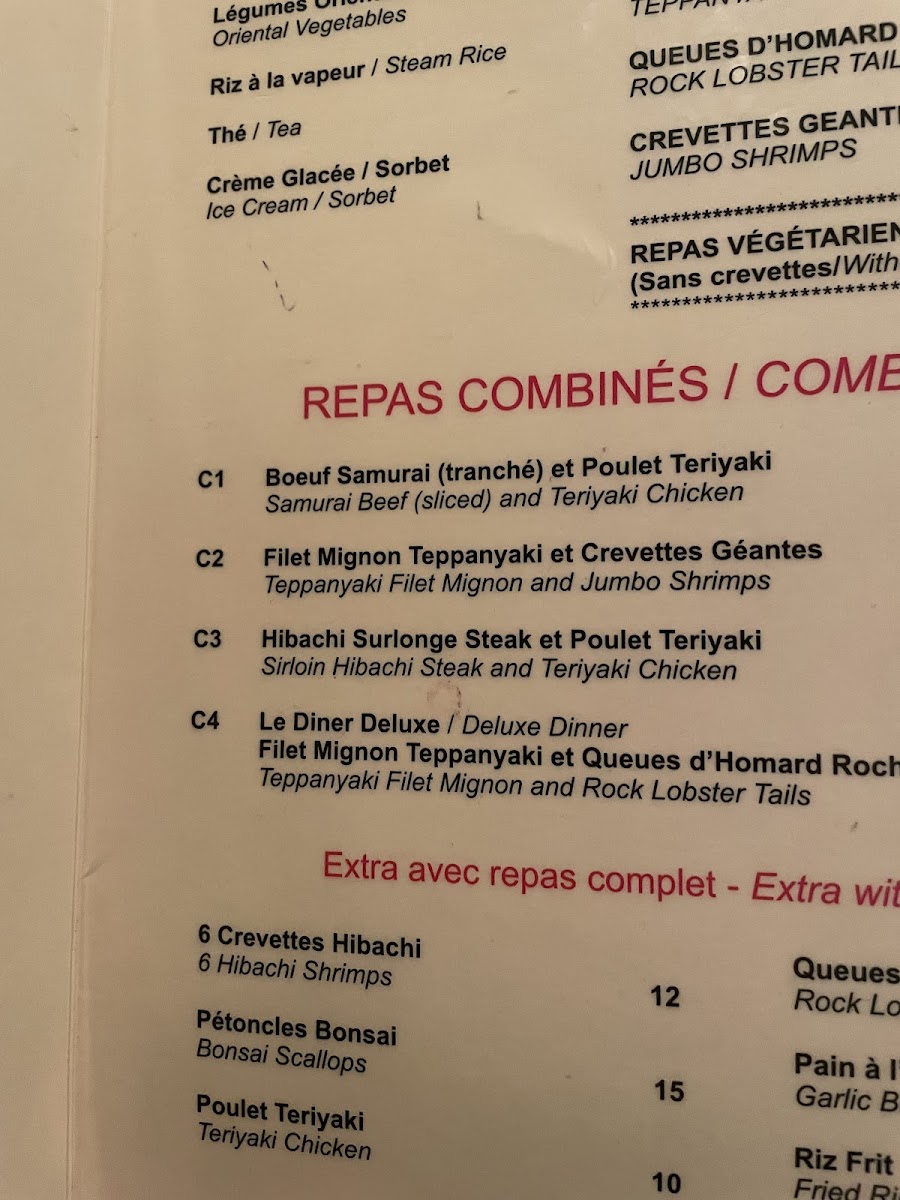 Légumes
Oriental Vegetables
Riz à la vapeur / Steam Rice
Thé / Tea
Crème Glacée / Sorbet
Ice Cream / Sorbet
QUEUES D'HOMARD
ROCK LOBSTER TAIL
CREVETTES GEANT
JUMBO SHRIMPS
************************
REPAS VÉGÉTARIEN
(Sans crevettes/With
************************
REPAS COMBINÉS / COMB
C1 Boeuf Samurai (tranché) et Poulet Teriyaki
Samurai Beef (sliced) and Teriyaki Chicken
C2 Filet Mignon Teppanyaki et Crevettes Géantes
Teppanyaki Filet Mignon and Jumbo Shrimps
C3 Hibachi Surlonge Steak et Poulet Teriyaki
Sirloin Hibachi Steak and Teriyaki Chicken
C4 Le Diner Deluxe / Deluxe Dinner
Filet Mignon Teppanyaki et Queues d'Homard Roch
Teppanyaki Filet Mignon and Rock Lobster Tails
Extra avec repas complet - Extra wit
6 Crevettes Hibachi
6 Hibachi Shrimps
12
Pétoncles Bonsai
Bonsai Scallops
15
Poulet Teriyaki
Teriyaki Chicken
10
Queues
Rock Lo
Pain à l'
Garlic B
Riz Frit
Fried Ri